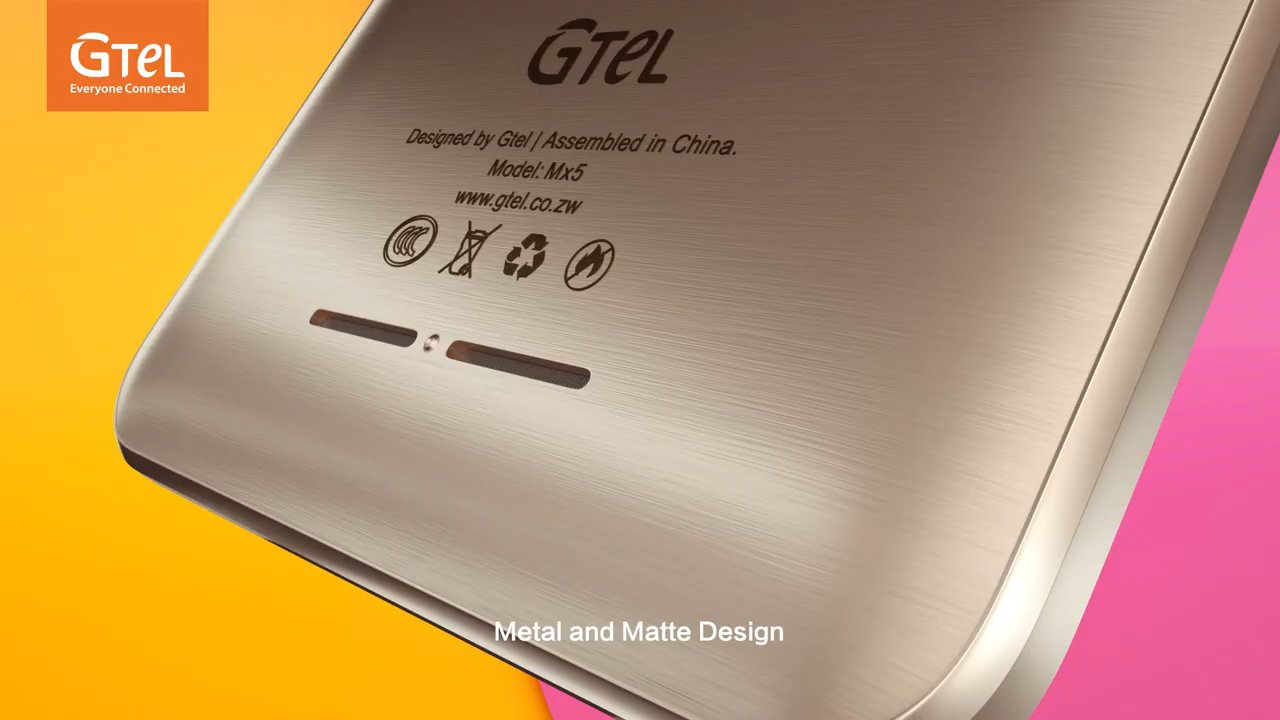 GTeL
Everyone Connected
GTeL
Designed by Gtel | Assembled in China.
Model: Mx5
www.gtel.co.zw
Metal and Matte Design